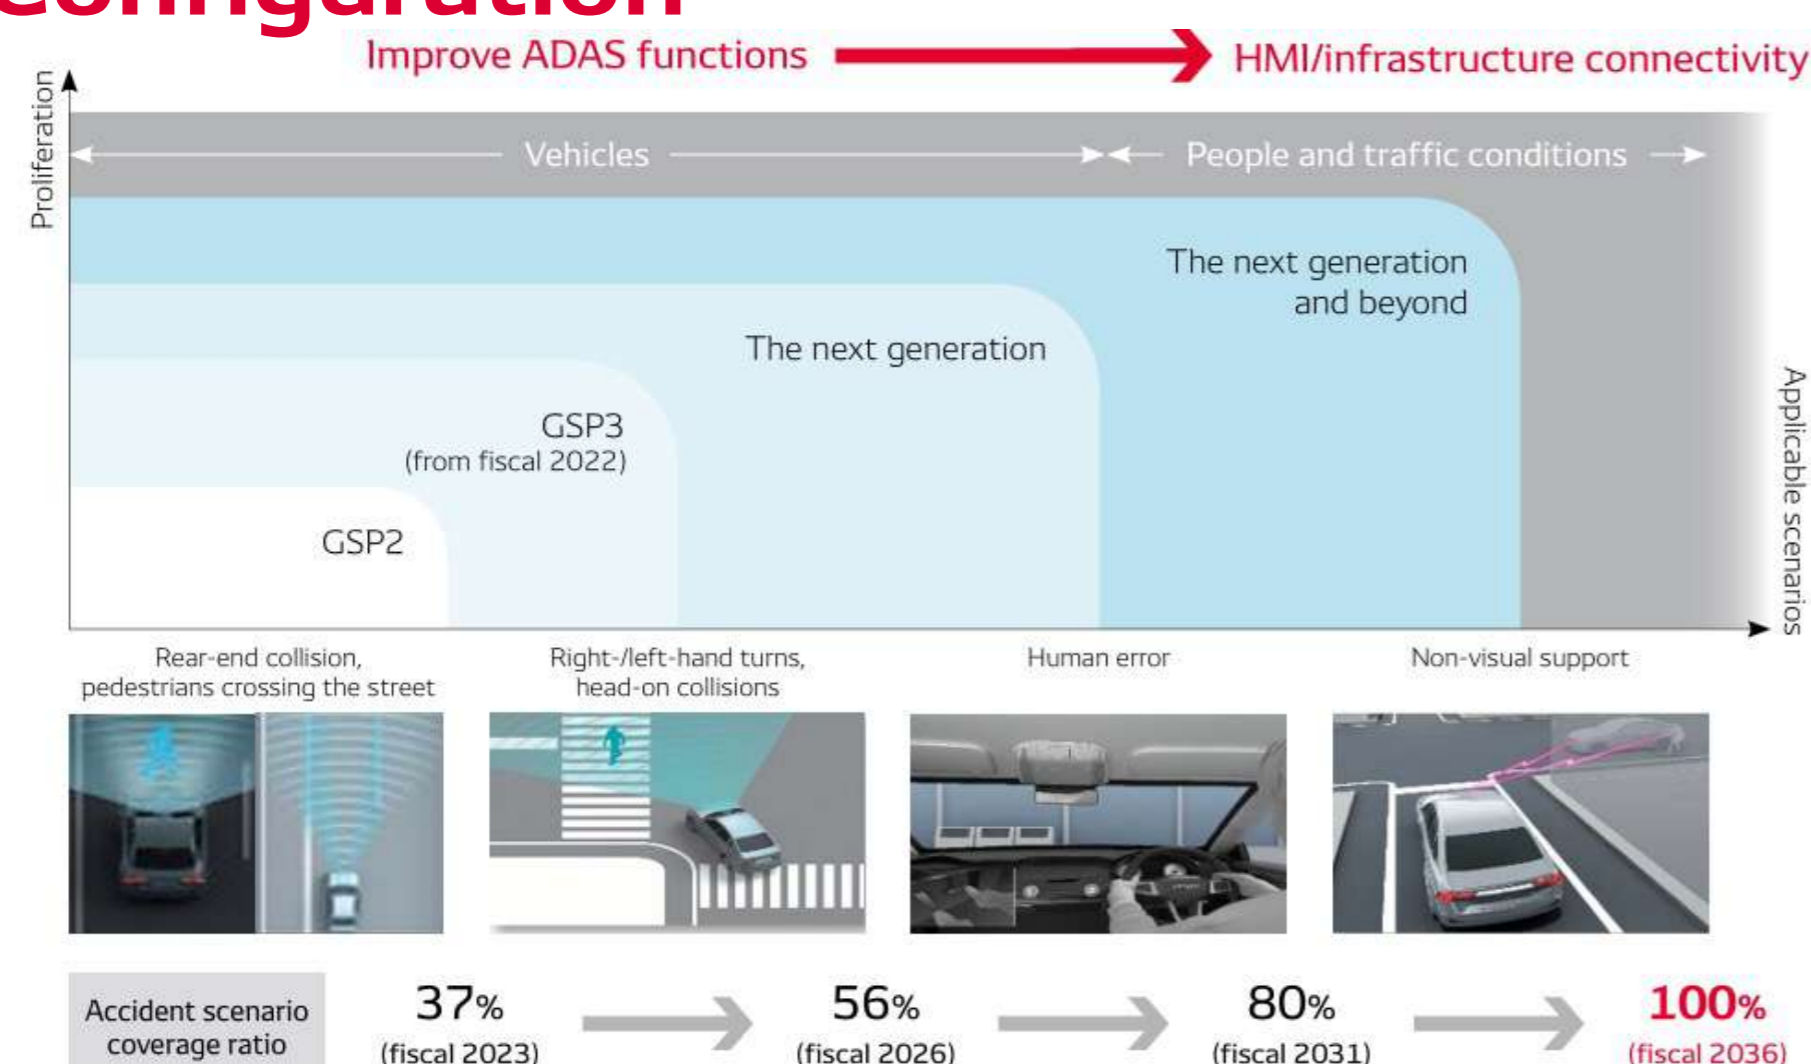 Configuration
Improve ADAS functions
HMI/infrastructure connectivity
Proliferation
Vehicles
People and traffic conditions
The next generation
and beyond
The next generation
GSP3
(from fiscal 2022)
GSP2
Applicable scenarios
Rear-end collision,
pedestrians crossing the street
Right-/left-hand turns,
head-on collisions
Human error
Non-visual support
Accident scenario
coverage ratio
37%
(fiscal 2023)
56%
(fiscal 2026)
80%
(fiscal 2031)
100%
(fiscal 2036)